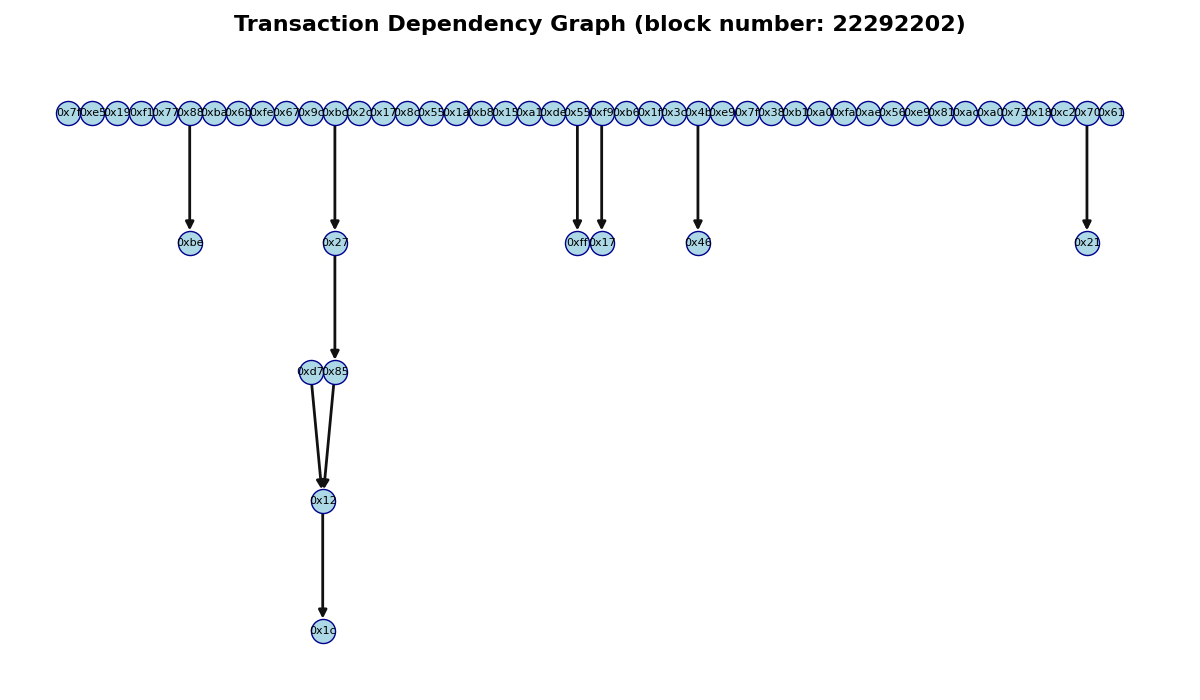 Transaction Dependency Graph (block number: 22292202)
0x7f 0xe5 0x19 0xf1 0x77 0x88 0xba 0x6b 0xfe 0x67 0x9c 0xbc 0x2c 0x17 0x8c 0x55 0x1a 0xb8 0x15 0xa1 0xde 0x55 0xf9 0xb6 0x1f 0x3c 0x4b 0xe9 0x7f 0x38 0xb1 0xa0 0xfa 0xae 0x56 0xe9 0x81 0xac 0xa0 0x73 0x18 0xc2 0x70 0x61
0xbe 0x27 0xff 0x17 0x46 0x21
0xd7 0x85
0x12
0x1c